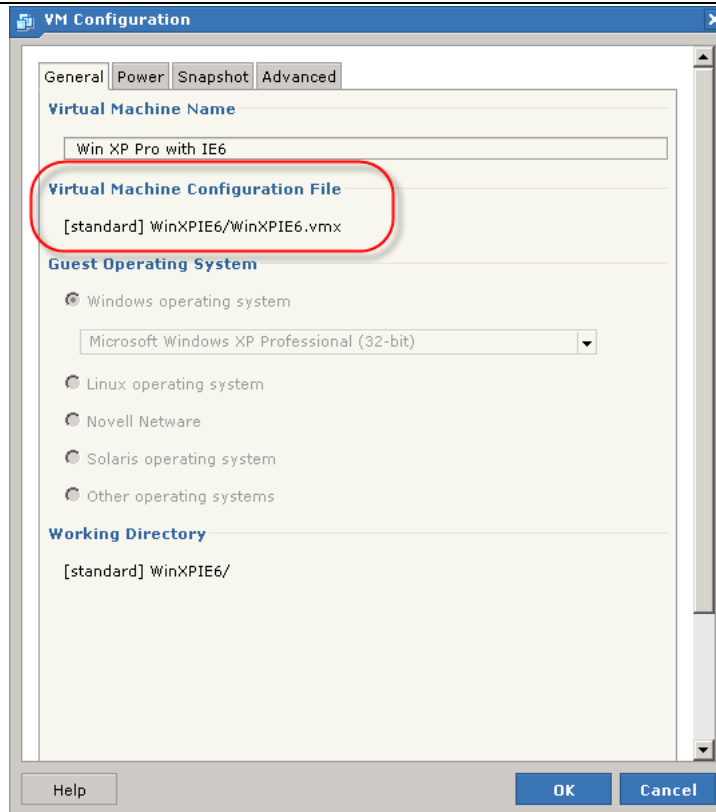 VM Configuration
General Power Snapshot Advanced
Virtual Machine Name
Win XP Pro with IE6
Virtual Machine Configuration File
[standard] WinXPIE6/WinXPIE6.vmx
Guest Operating System
Windows operating system
Microsoft Windows XP Professional (32-bit)
Linux operating system
Novell Netware
Solaris operating system
Other operating systems
Working Directory
[standard] WinXPIE6/
Help OK Cancel